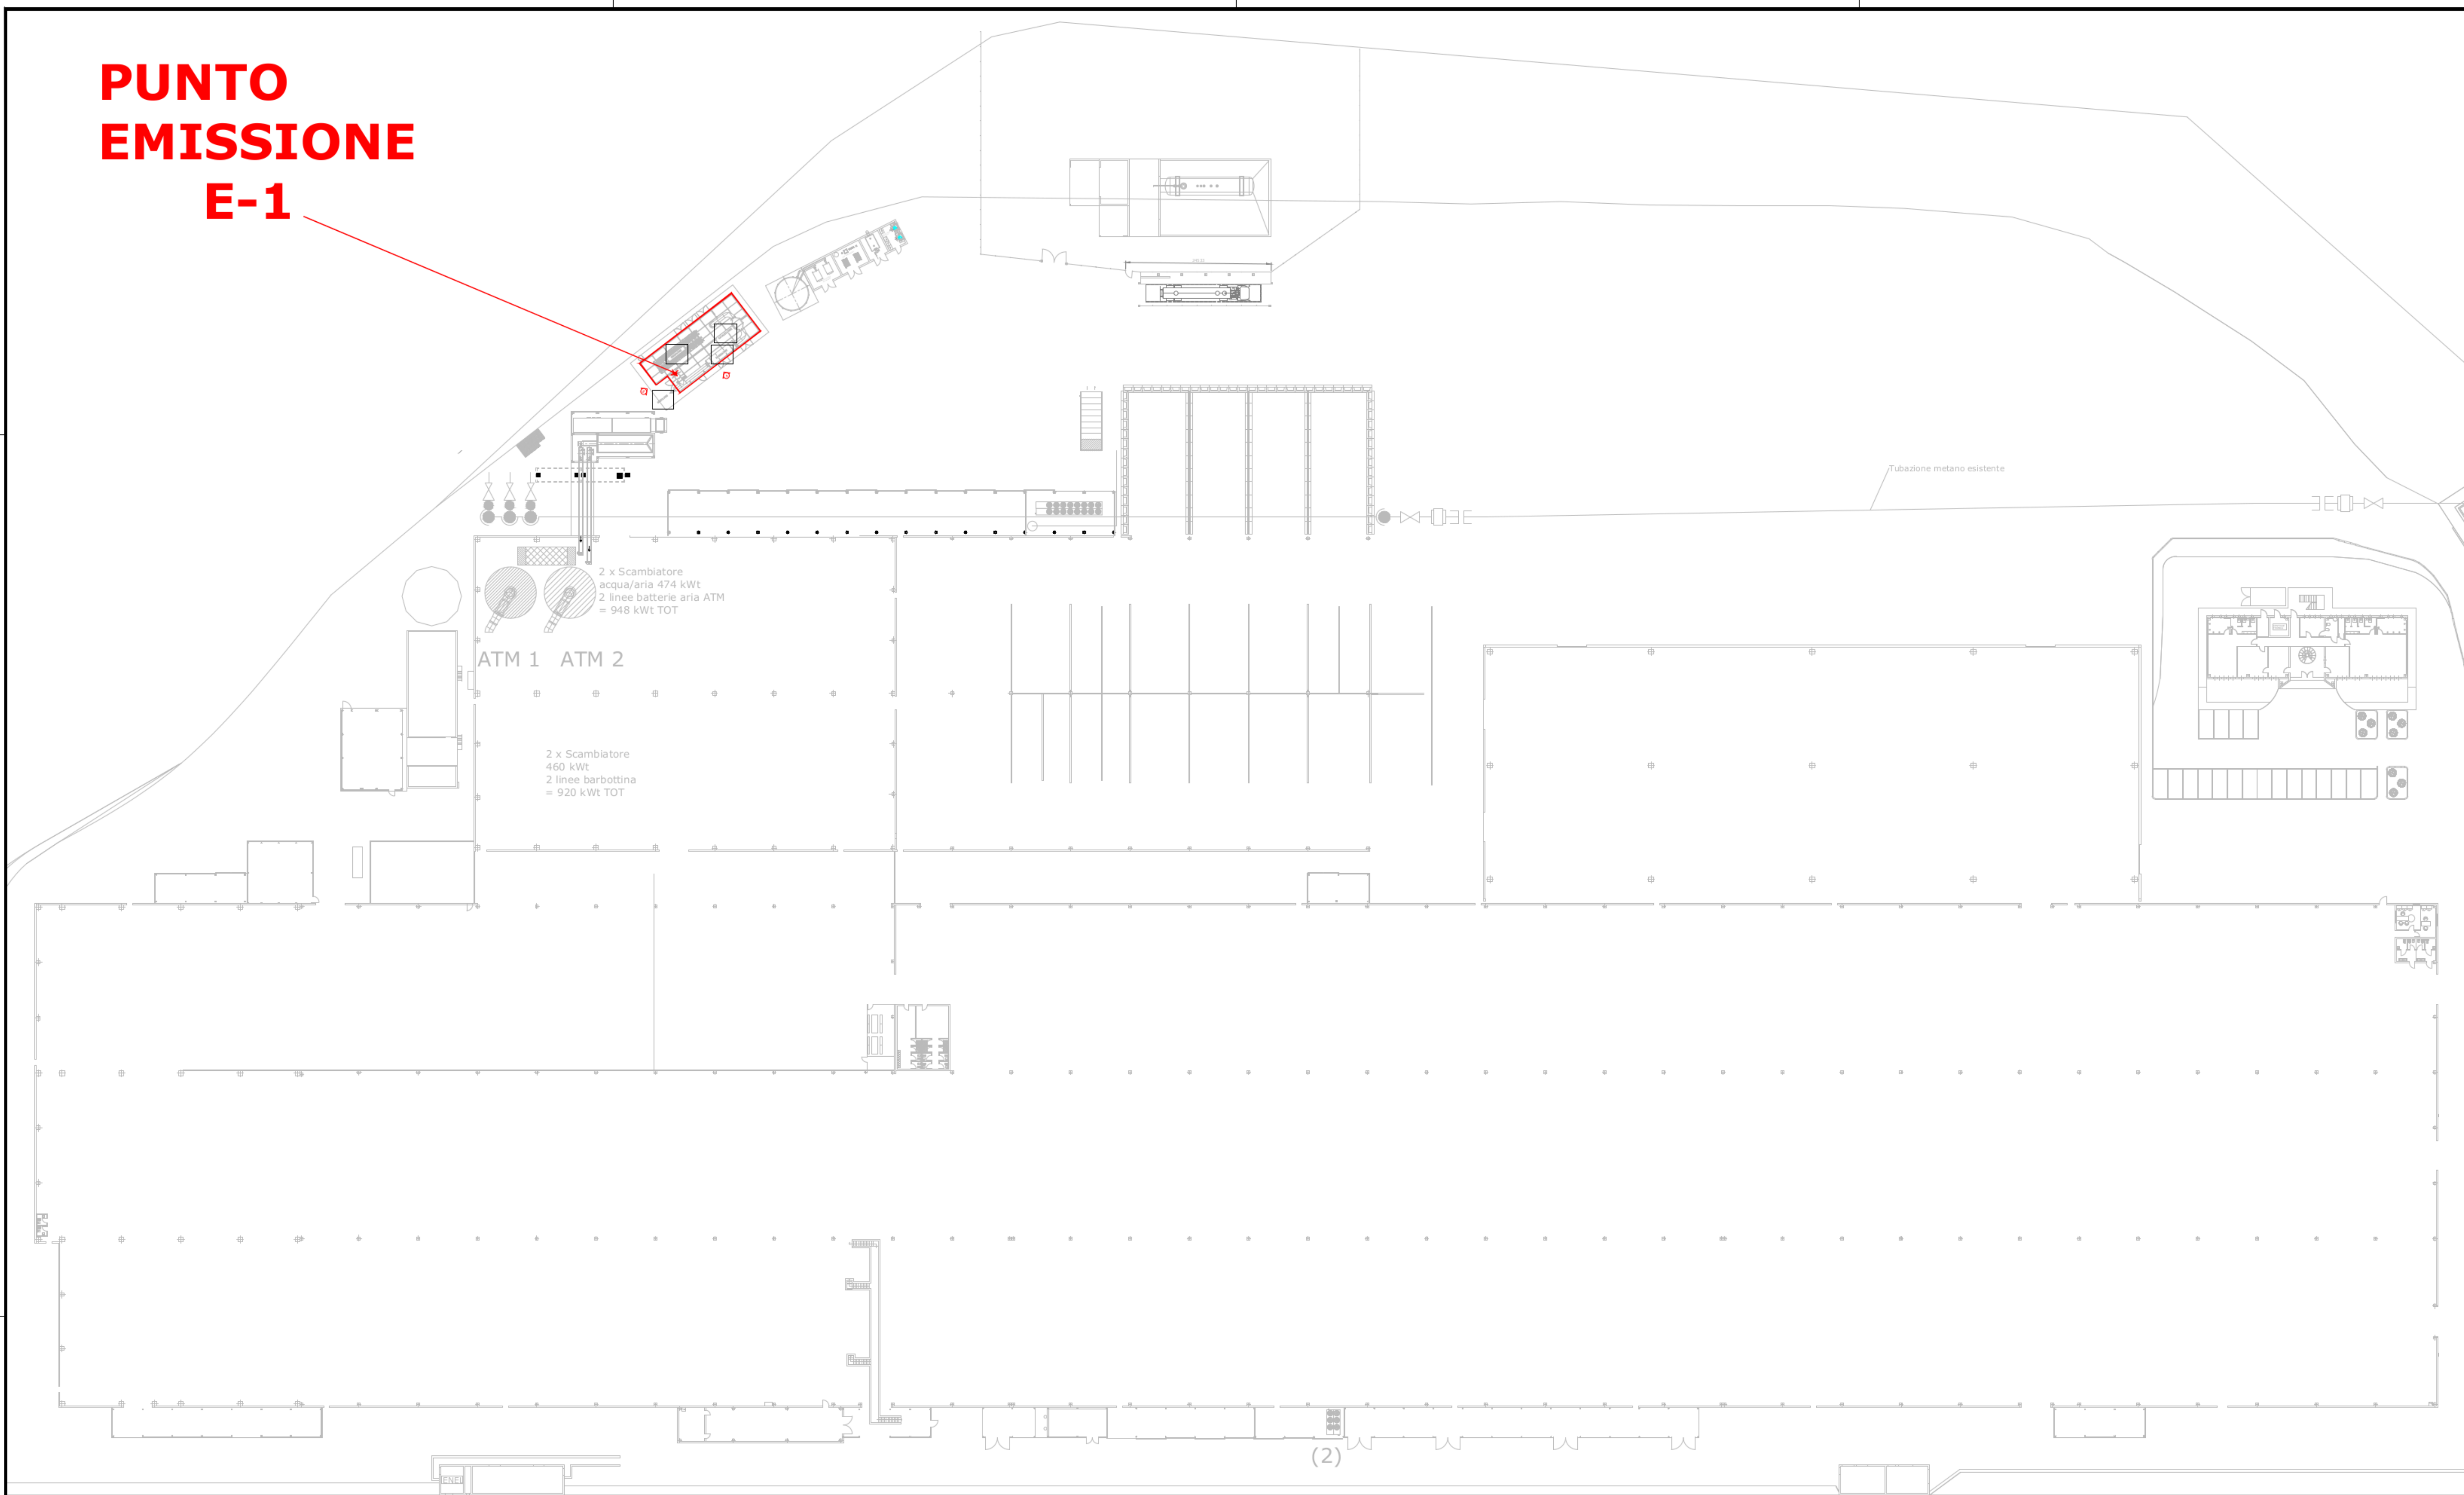 PUNTO
EMISSIONE
E-1
Tubazione metano esistente
2 x Scambiatore
acqua/aria 474 kWt
2 linee batterie aria ATM
= 948 kWt TOT
ATM 1 ATM 2
2 x Scambiatore
460 kWt
2 linee barbottina
= 920 kWt TOT
(2)
ENEL